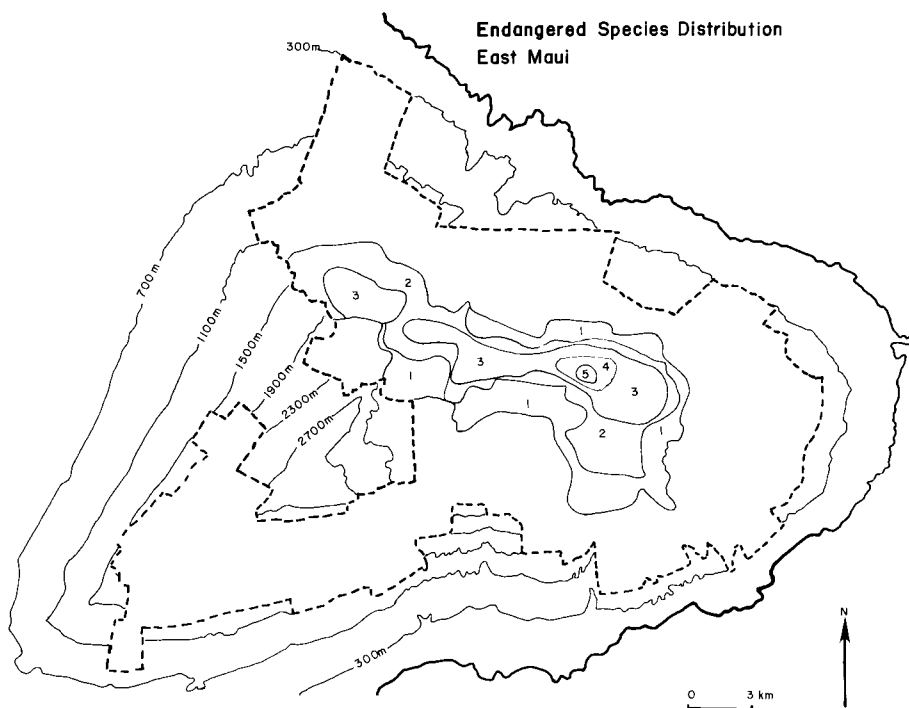 Endangered Species Distribution
East Maui
300m
700m
1100m
1500m
1900m
2300m
2700m
2
3
1
3
4
5
3
1
1
2
1
300m
N
0 3 km